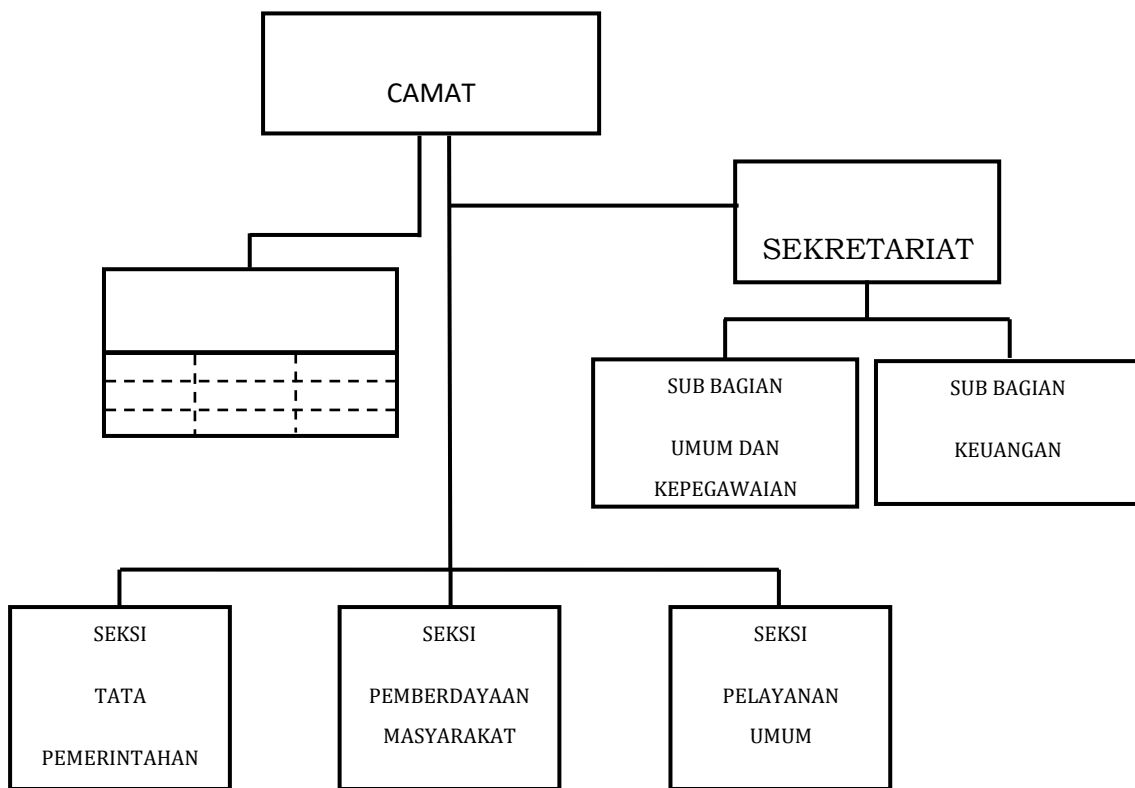 CAMAT
SEKRETARIAT
SUB BAGIAN
UMUM DAN
KEPEGAWAIAN
SUB BAGIAN
KEUANGAN
SEKSI
TATA
PEMERINTAHAN
SEKSI
PEMBERDAYAAN
MASYARAKAT
SEKSI
PELAYANAN
UMUM